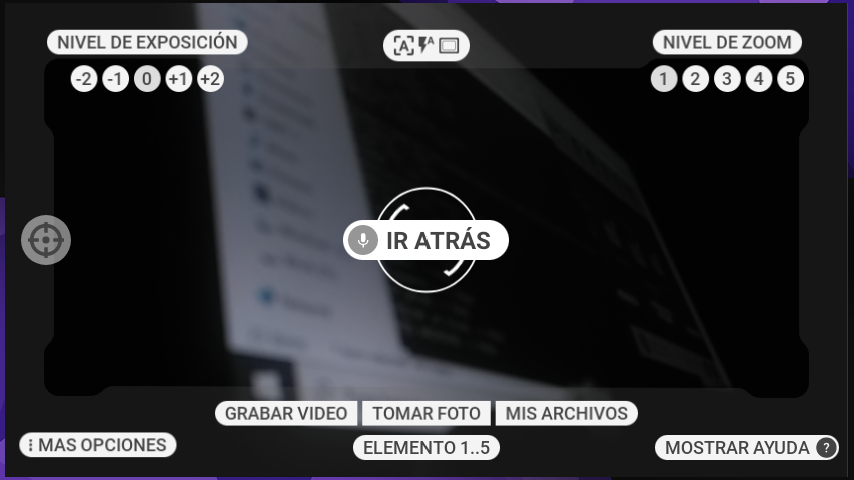 NIVEL DE EXPOSICIÓN
-2 -1 0 +1 +2
A A
NIVEL DE ZOOM
1 2 3 4 5
IR ATRÁS
GRABAR VIDEO TOMAR FOTO MIS ARCHIVOS
MAS OPCIONES
ELEMENTO 1..5
MOSTRAR AYUDA ?